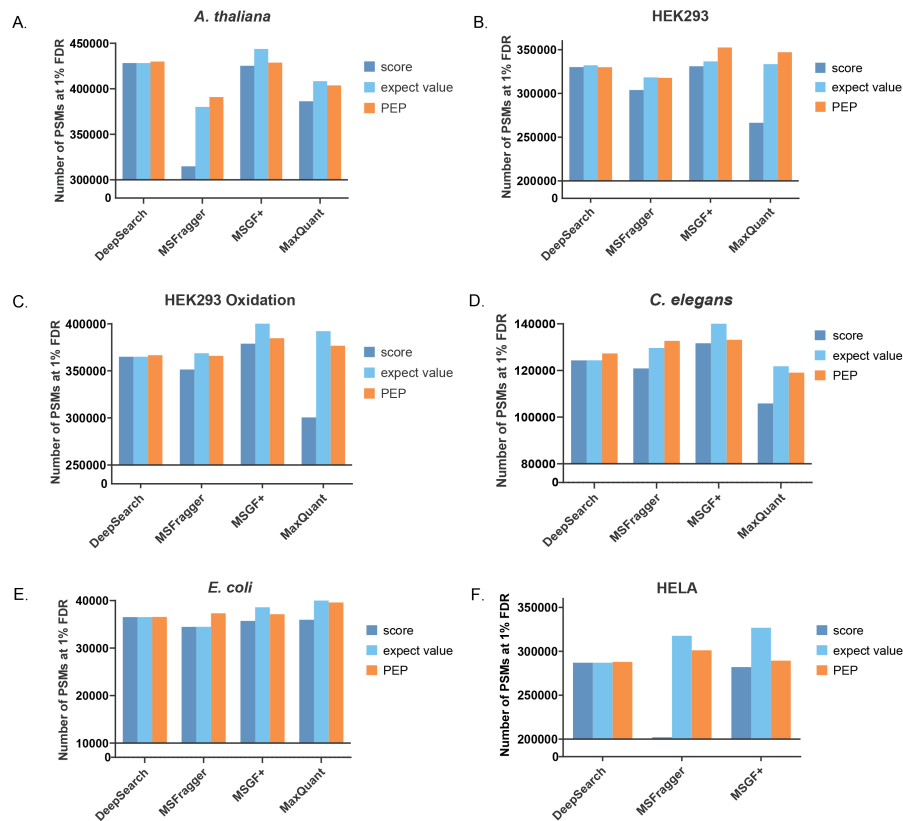 A.
A. thaliana
Number of PSMs at 1% FDR
450000
400000
350000
300000
0
DeepSearch
MSFragger
MSGF+
MaxQuant
score
expect value
PEP
B.
HEK293
Number of PSMs at 1% FDR
350000
300000
250000
200000
0
DeepSearch
MSFragger
MSGF+
MaxQuant
score
expect value
PEP
C.
HEK293 Oxidation
Number of PSMs at 1% FDR
400000
350000
300000
250000
0
DeepSearch
MSFragger
MSGF+
MaxQuant
score
expect value
PEP
D.
C. elegans
Number of PSMs at 1% FDR
140000
120000
100000
80000
0
DeepSearch
MSFragger
MSGF+
MaxQuant
score
expect value
PEP
E.
E. coli
Number of PSMs at 1% FDR
40000
30000
20000
10000
0
DeepSearch
MSFragger
MSGF+
MaxQuant
score
expect value
PEP
F.
HELA
Number of PSMs at 1% FDR
350000
300000
250000
200000
0
DeepSearch
MSFragger
MSGF+
score
expect value
PEP